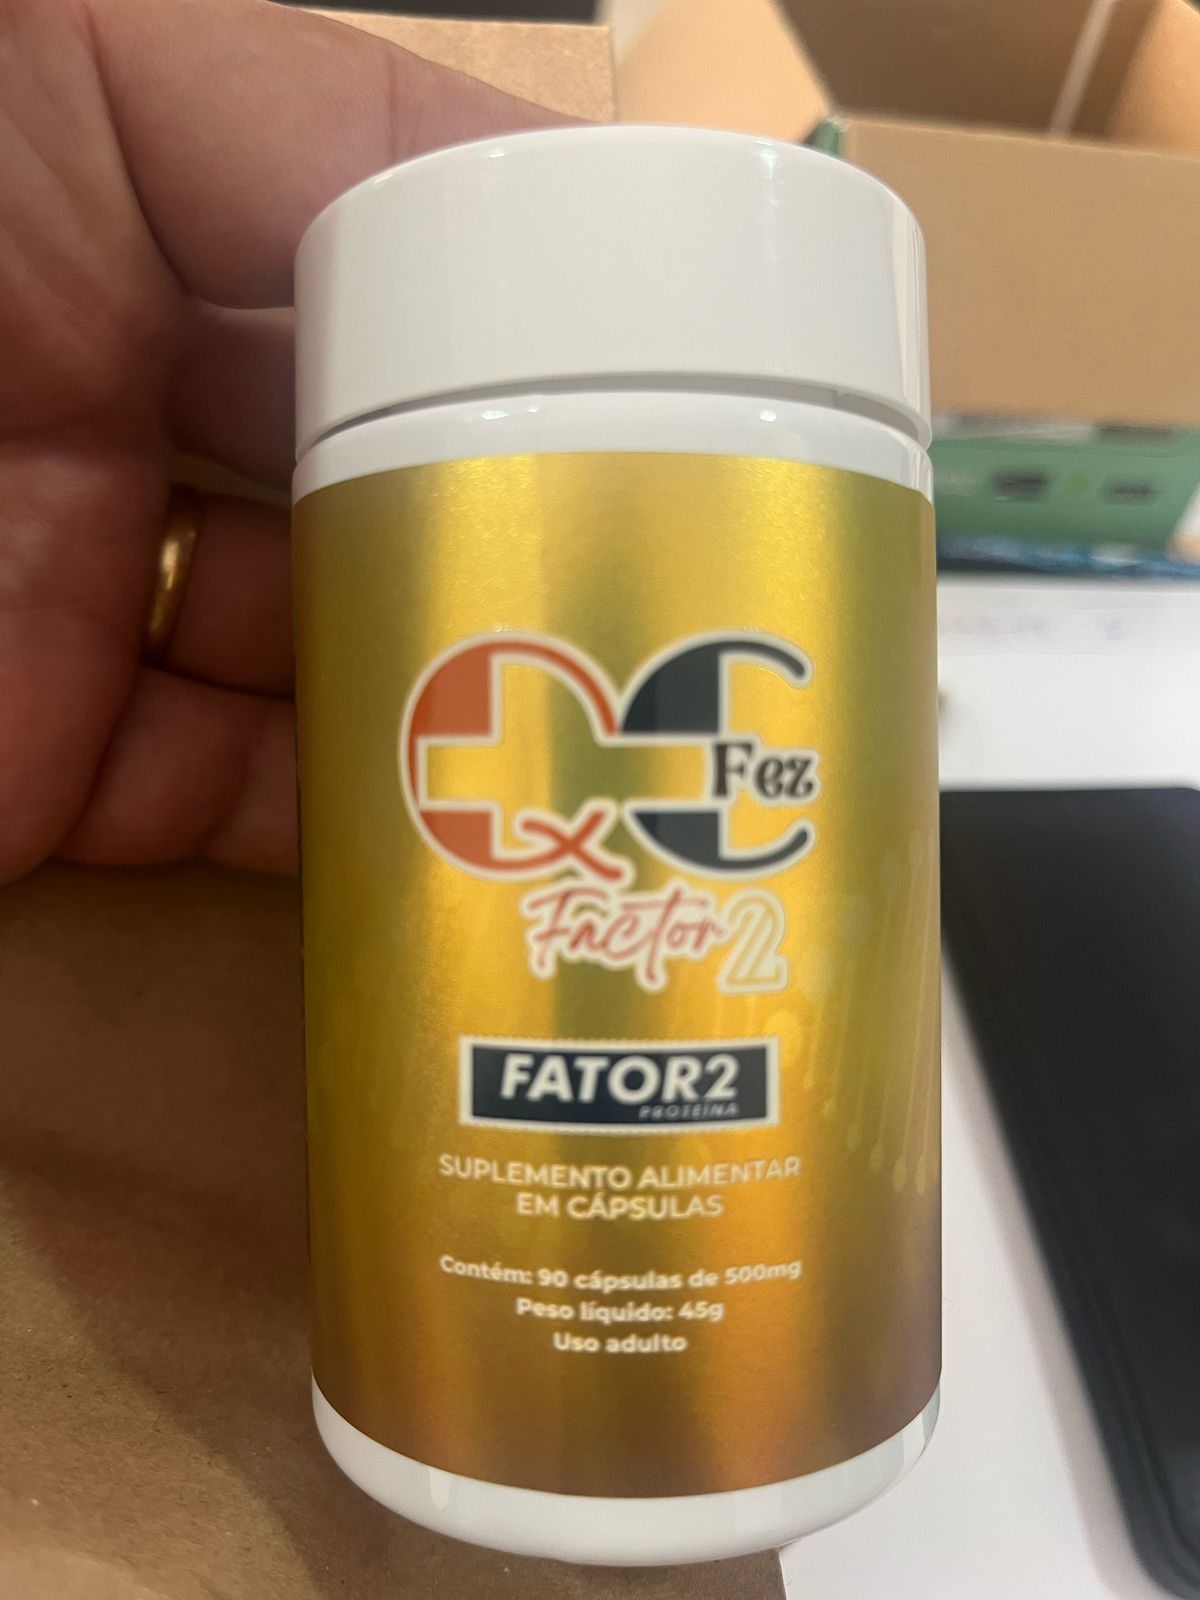 Fez
Factor 2
FATOR2
PROTEÍNA
SUPLEMENTO ALIMENTAR
EM CÁPSULAS
Contém: 90 cápsulas de 500mg
Peso líquido: 45g
Uso adulto